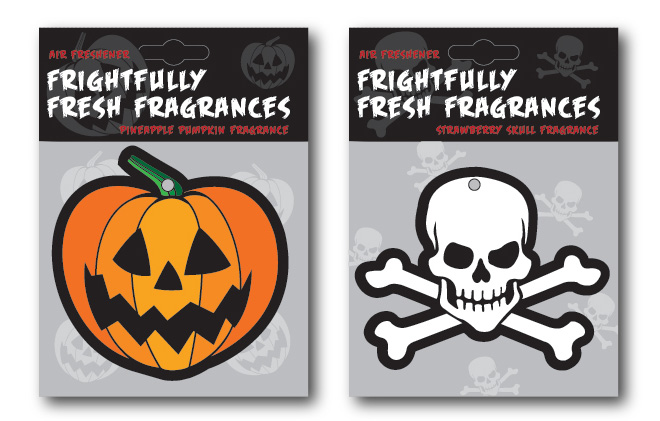 AIR FRESHENER
FRIGHTFULLY
FRESH FRAGRANCES
PINEAPPLE PUMPKIN FRAGRANCE
AIR FRESHENER
FRIGHTFULLY
FRESH FRAGRANCES
STRAWBERRY SKULL FRAGRANCE